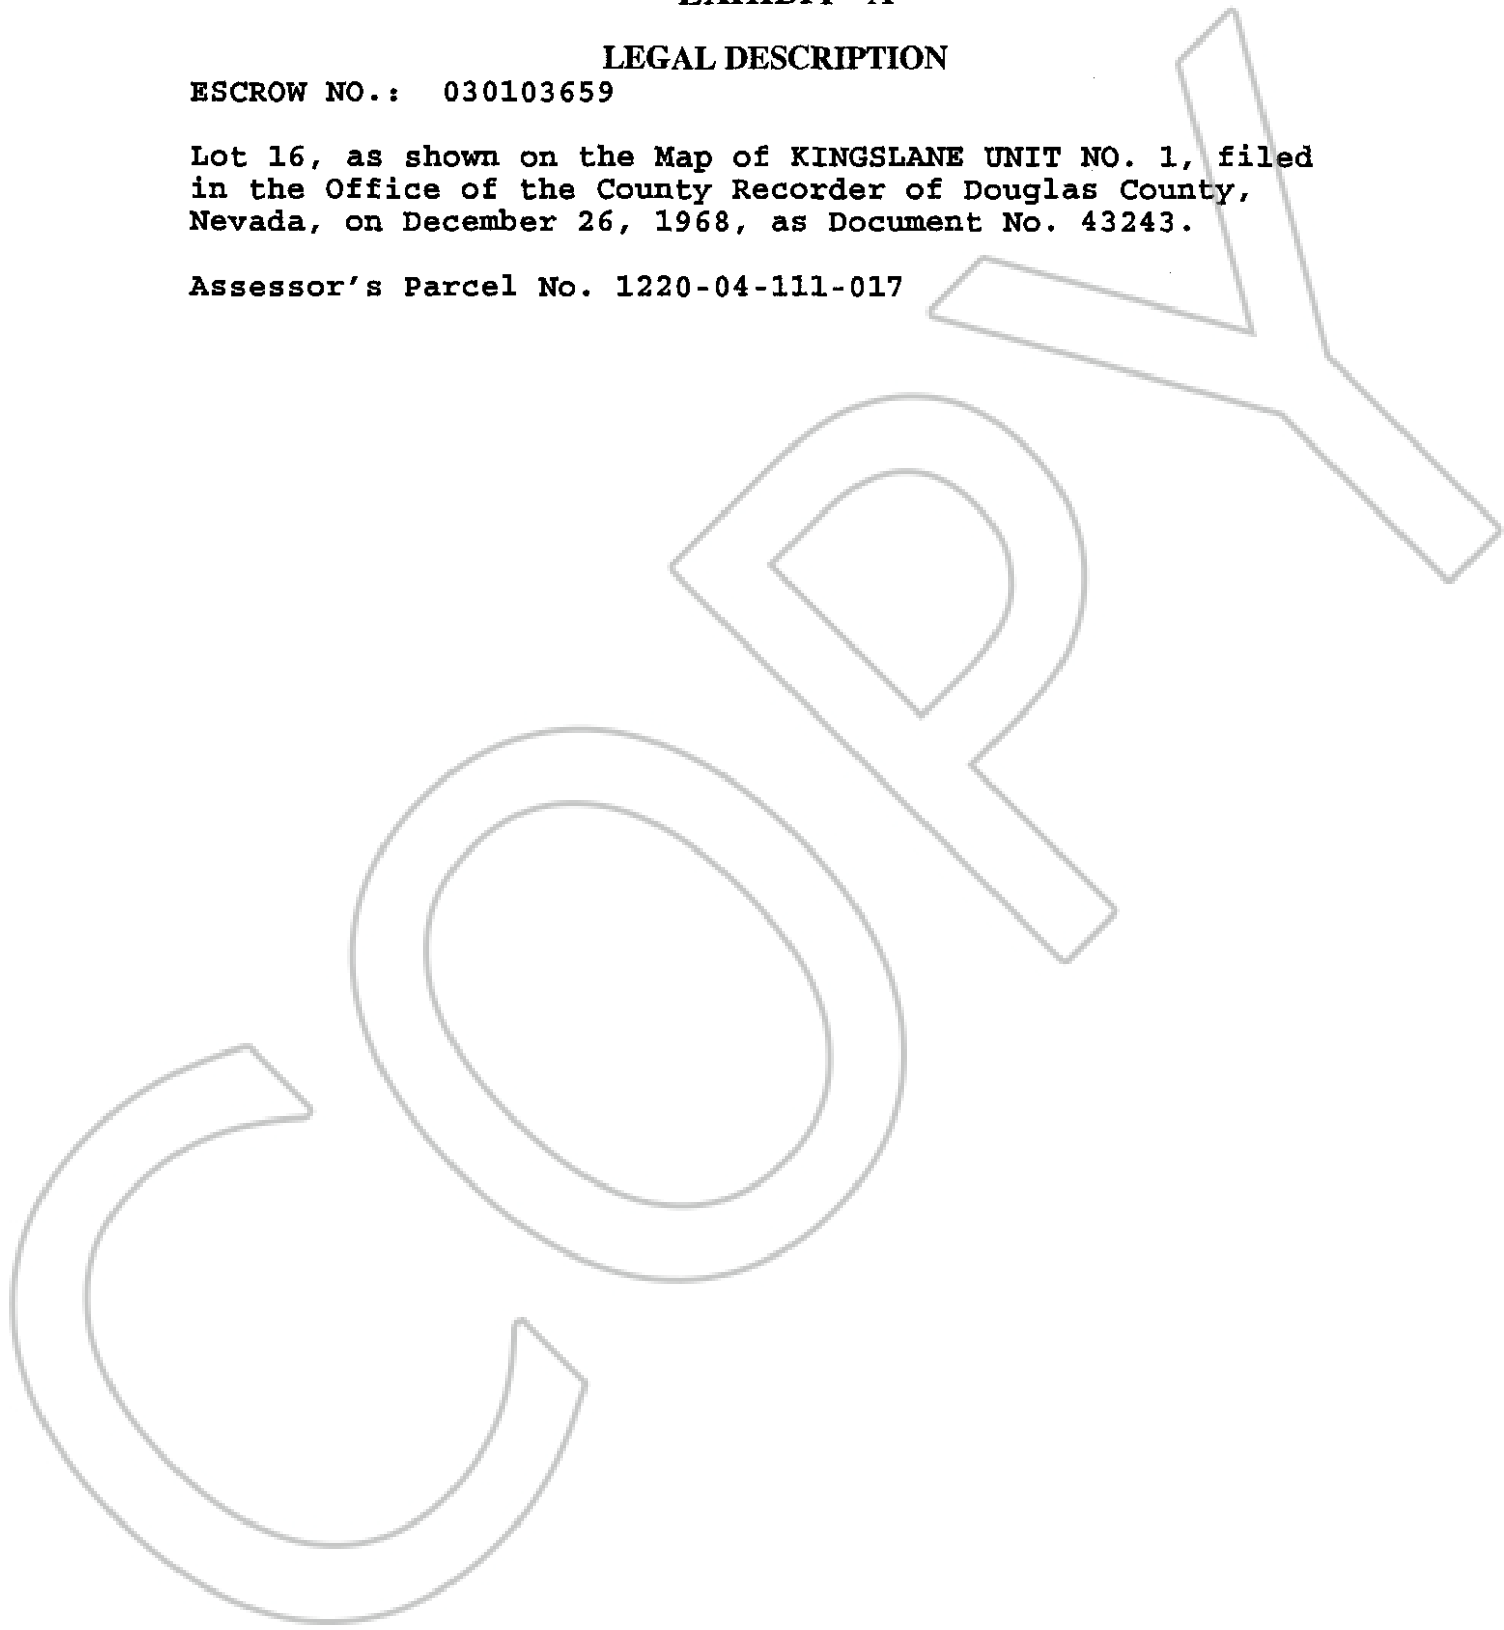 EXHIBIT "A"
LEGAL DESCRIPTION
ESCROW NO.: 030103659
Lot 16, as shown on the Map of KINGSLANE UNIT NO. 1, filed
in the Office of the County Recorder of Douglas County,
Nevada, on December 26, 1968, as Document No. 43243.
Assessor's Parcel No. 1220-04-111-017
COPY